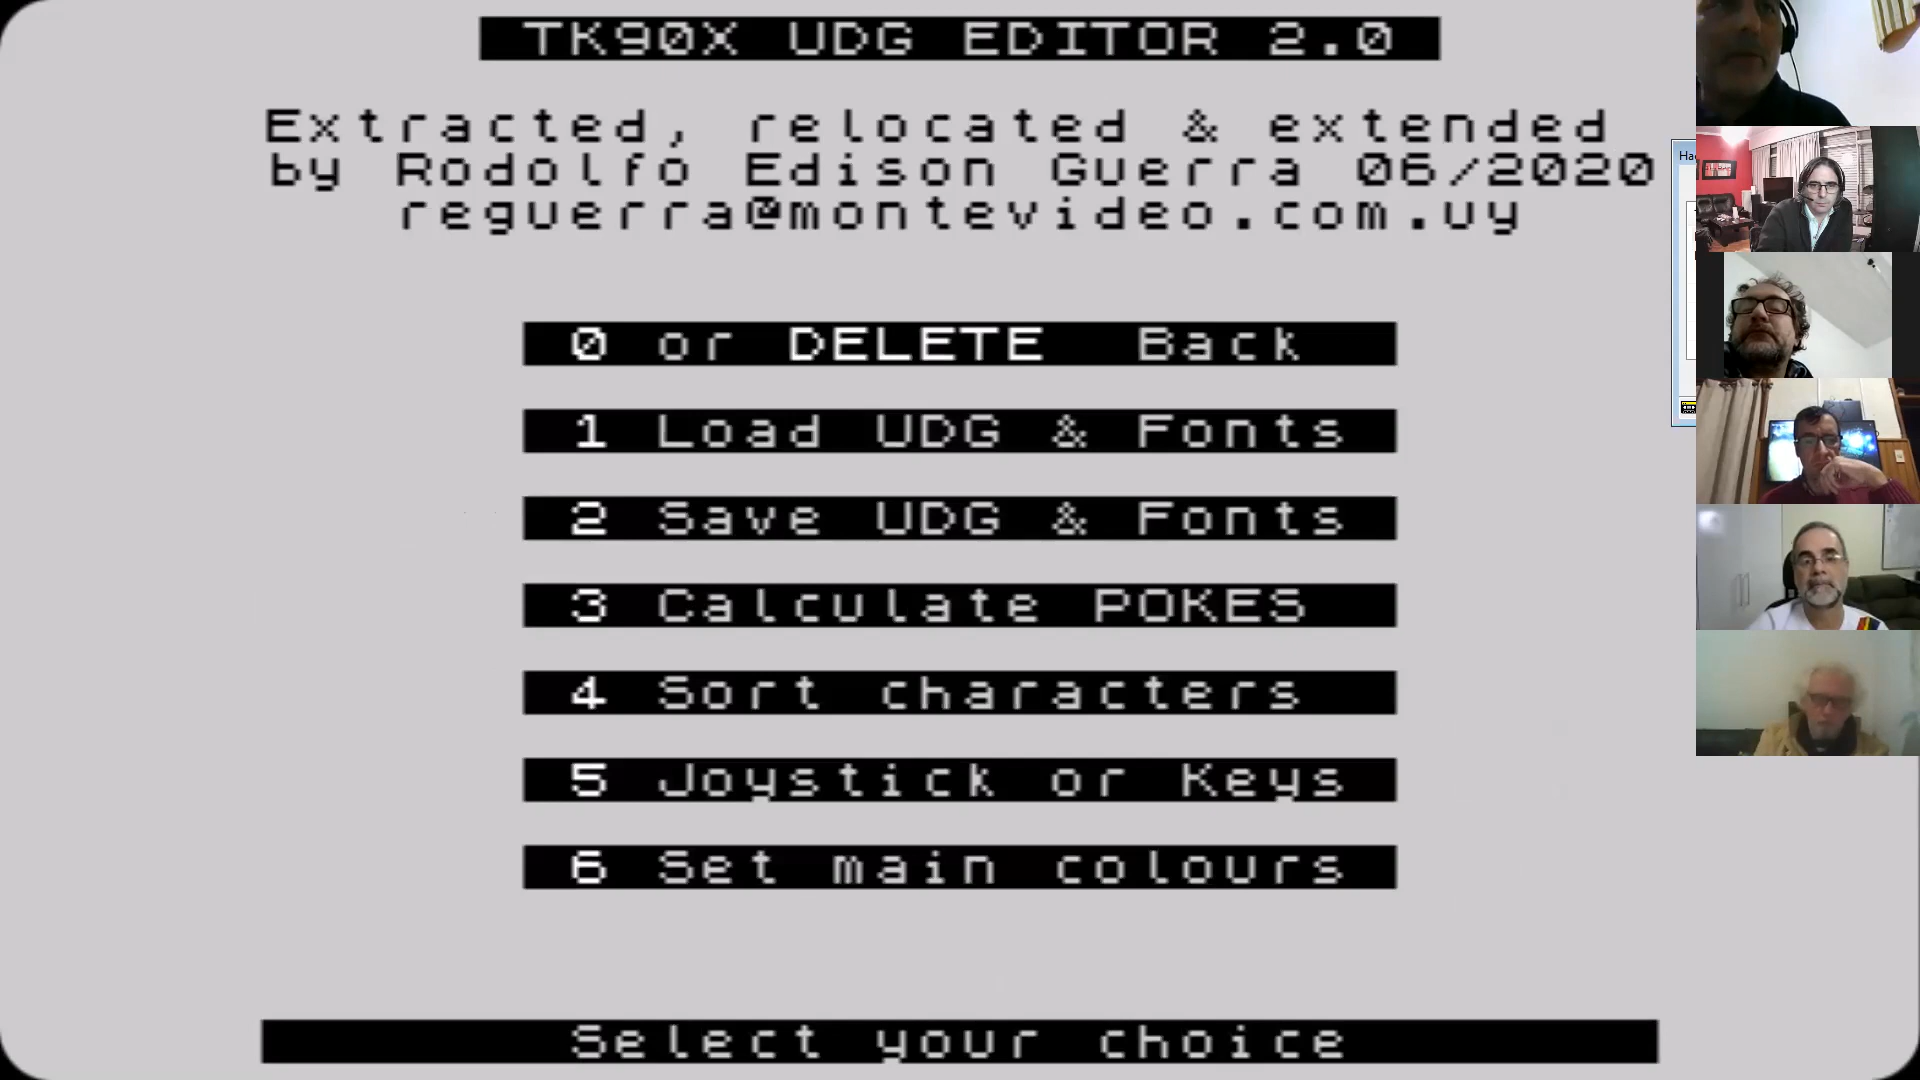 TK90X UDG EDITOR 2.0
Extracted, relocated & extended
by Rodolfo Edison Guerra 06/2020
reguerra@montevideo.com.uy
0 or DELETE Back
1 Load UDG & Fonts
2 Save UDG & Fonts
3 Calculate POKES
4 Sort characters
5 Joystick or Keys
6 Set main colours
Select your choice